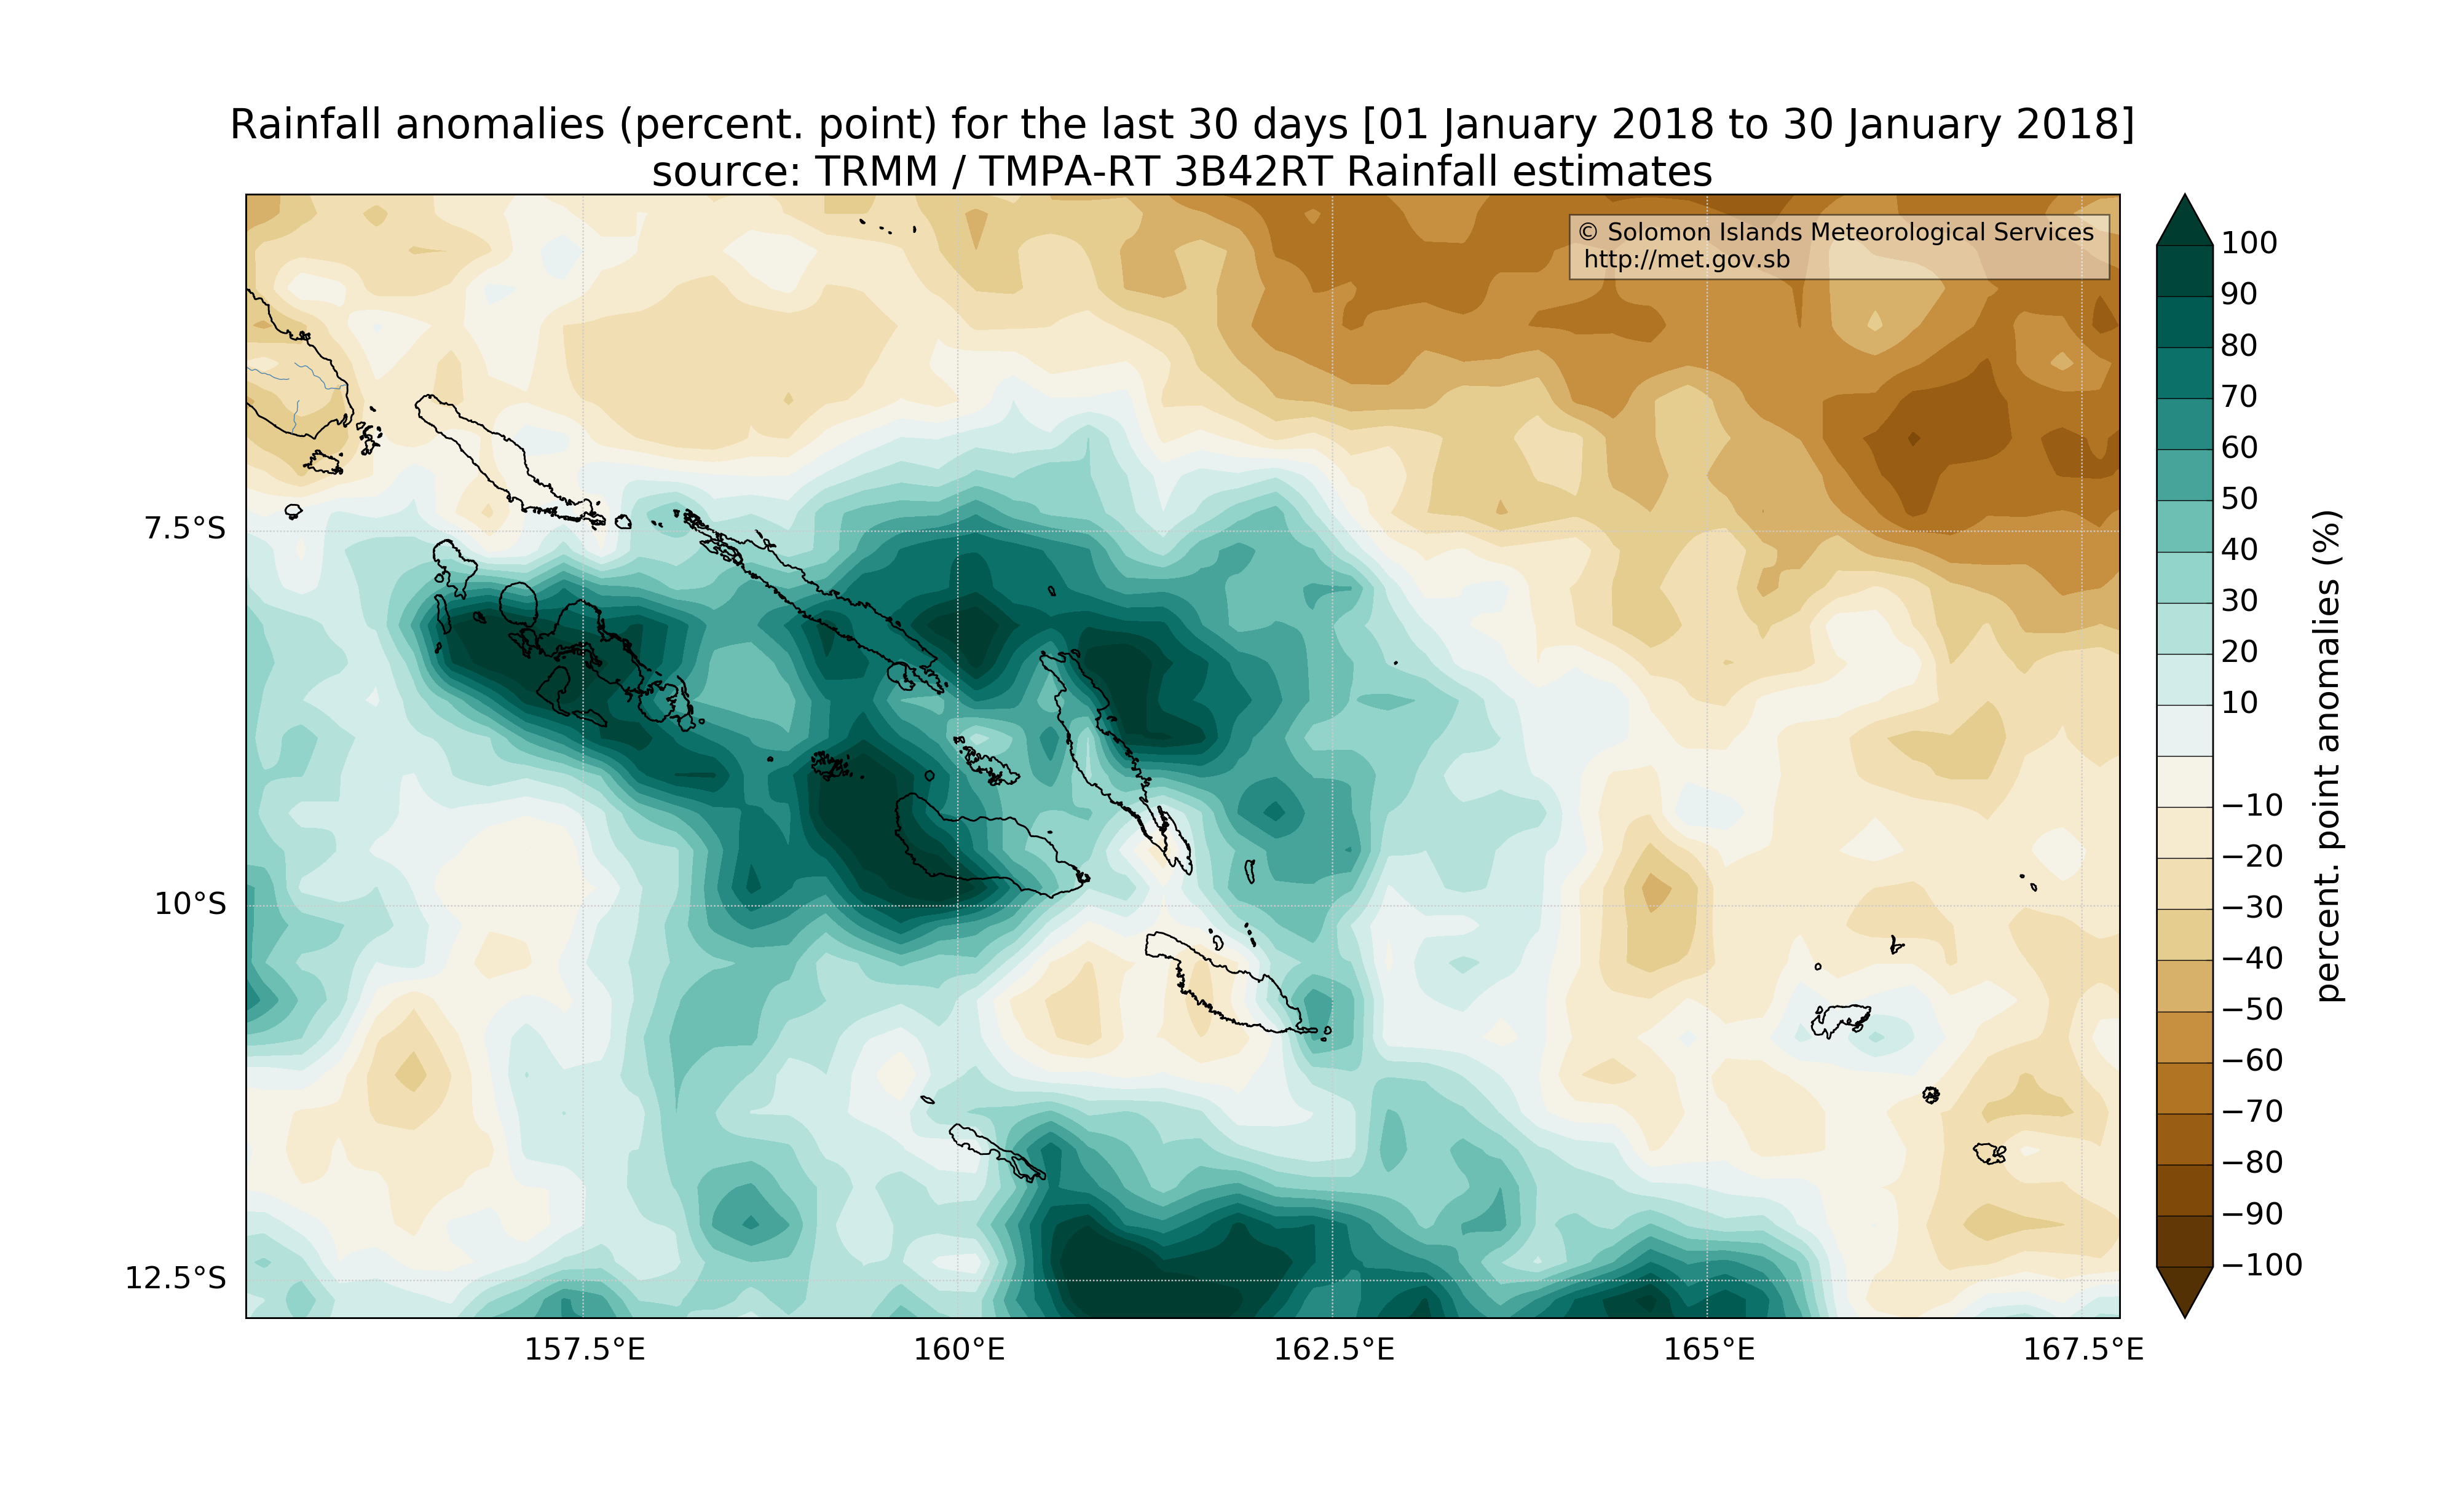 Rainfall anomalies (percent. point) for the last 30 days [01 January 2018 to 30 January 2018]
source: TRMM / TMPA-RT 3B42RT Rainfall estimates
© Solomon Islands Meteorological Services
http://met.gov.sb
7.5°S
10°S
12.5°S
157.5°E
160°E
162.5°E
165°E
167.5°E
100
90
80
70
60
50
40
30
20
10
−10
−20
−30
−40
−50
−60
−70
−80
−90
−100
percent. point anomalies (%)